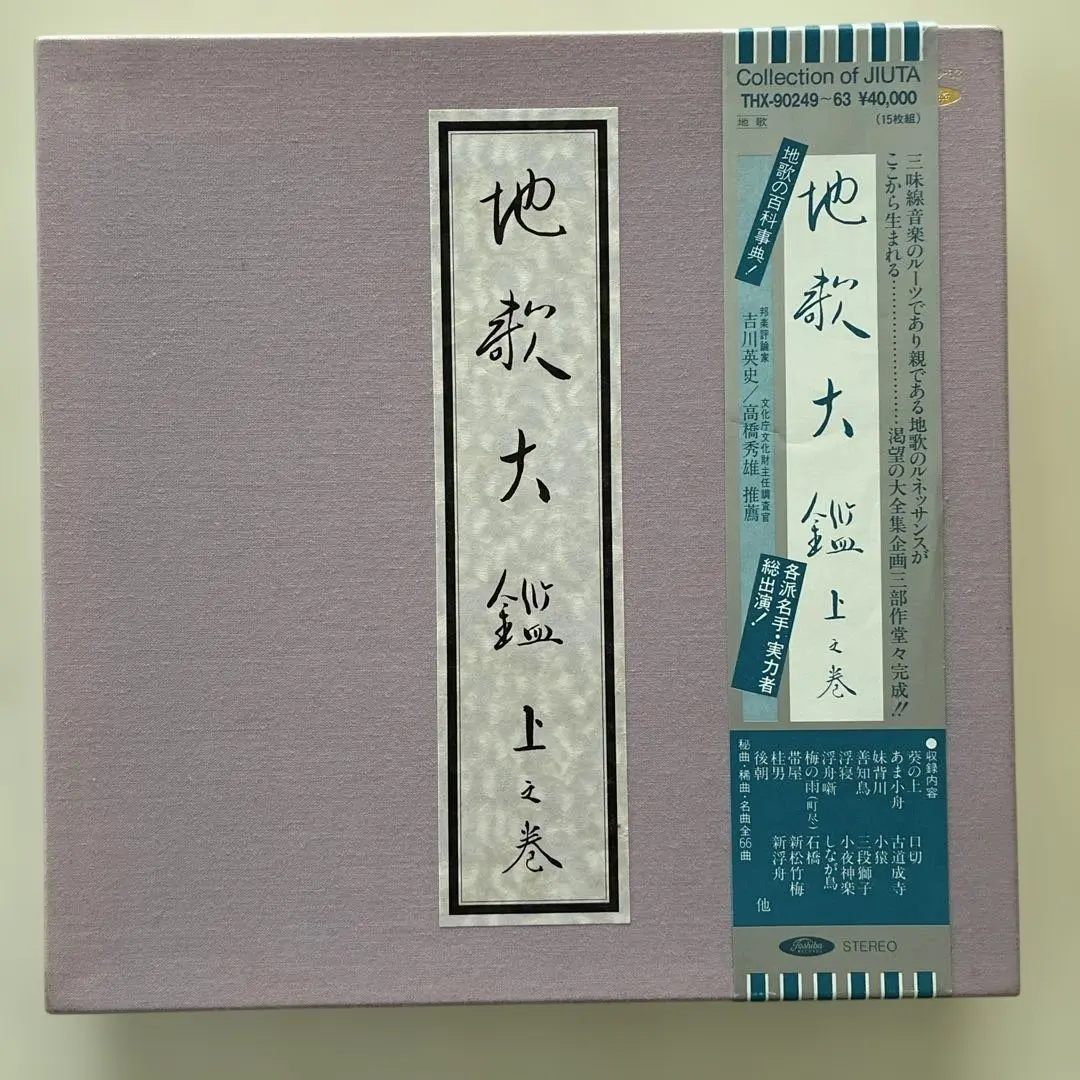 地歌大鑑上之巻
Collection of JIUTA
THX-90249~63 ¥40,000
地歌
(15枚組)
三味線音楽のルーツであり親である地歌のルネッサンスが
ここから生まれる……………渇望の大全集企画三部作堂々完成!!
地歌大鑑上之巻
地歌の百科事典!
邦楽評論家
吉川英史/高橋秀雄 推薦
文化庁文化財主任調査官
各派名手・実力者
総出演!
●収録内容
葵の上 口切
あま小舟 古道成寺
妹背川 小猿
善知鳥 三段獅子
浮寝 小夜神楽
浮舟噺 しなが鳥
梅の雨(町尽) 石橋
帯屋 新松竹梅
桂男 新浮舟
後朝 他
秘曲・稀曲・名曲全66曲
Toshiba
RECORDS
STEREO